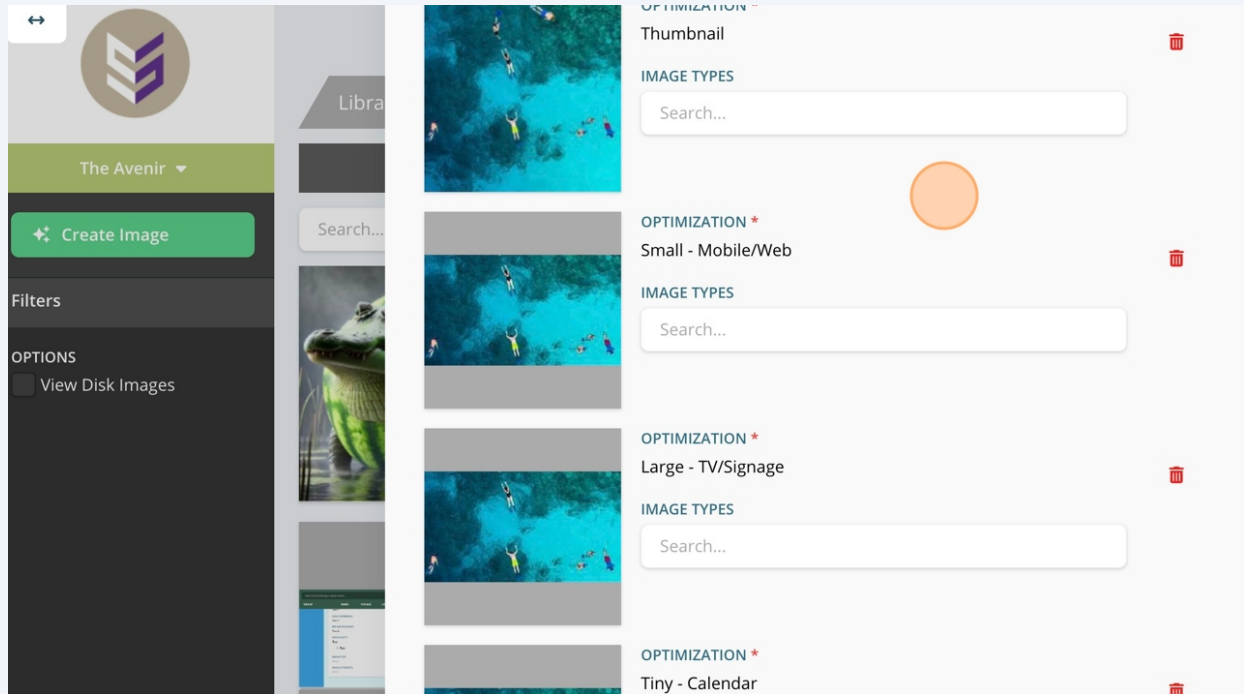 The Avenir
Create Image
Filters
OPTIONS
View Disk Images
Libra
Search...
OPTIMIZATION *
Thumbnail
IMAGE TYPES
Search...
OPTIMIZATION *
Small - Mobile/Web
IMAGE TYPES
Search...
OPTIMIZATION *
Large - TV/Signage
IMAGE TYPES
Search...
OPTIMIZATION *
Tiny - Calendar